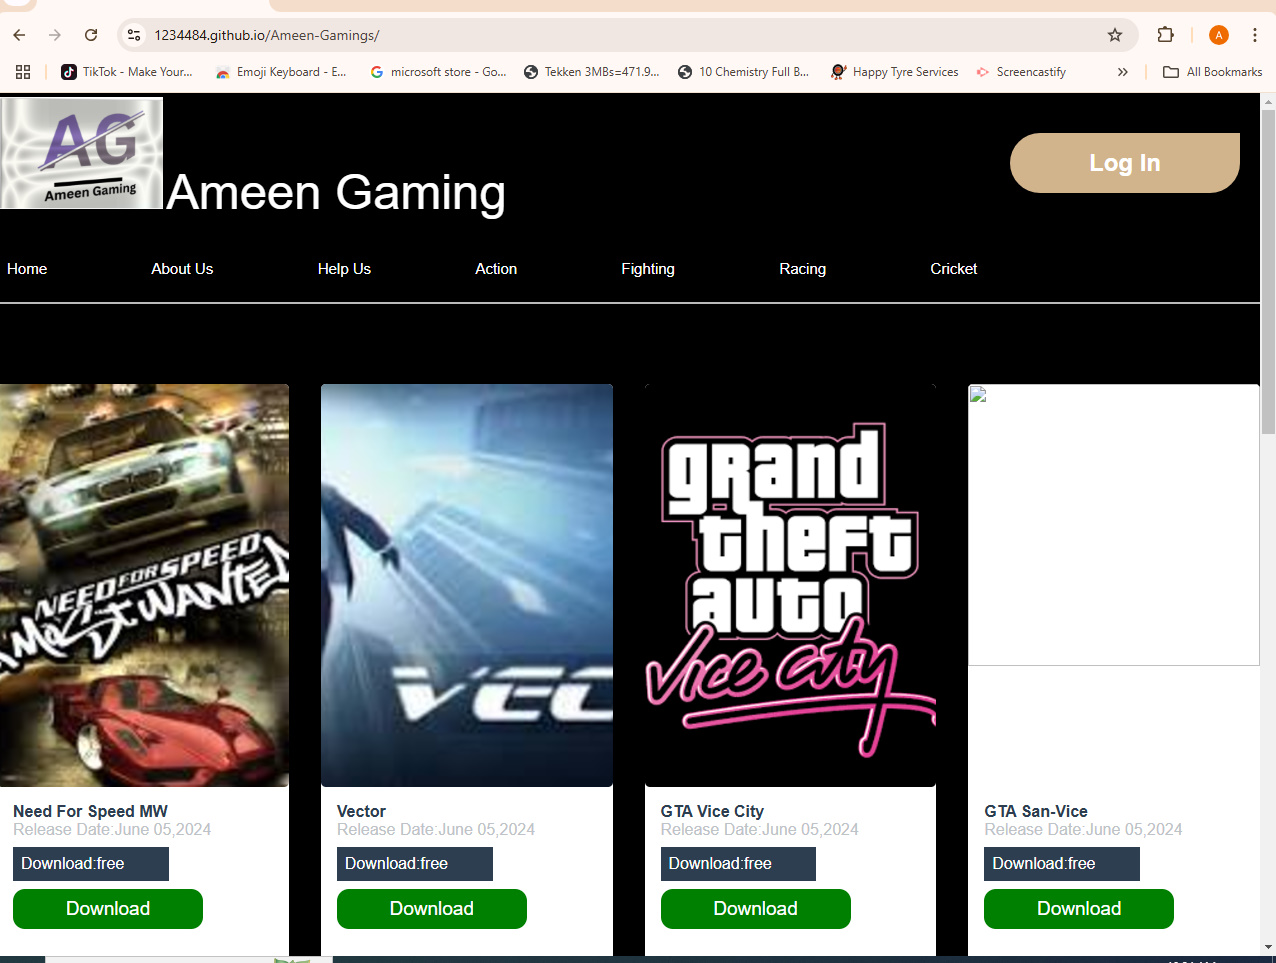 1234484.github.io/Ameen-Gamings/
A
TikTok - Make Your...
Emoji Keyboard - E...
microsoft store - Go...
Tekken 3MBs=471.9...
10 Chemistry Full B...
Happy Tyre Services
Screencastify
All Bookmarks
AG
Ameen Gaming
Ameen Gaming
Log In
Home
About Us
Help Us
Action
Fighting
Racing
Cricket
NEED FOR SPEED
MOST WANTED
VEC
grand
theft
auto
Vice City
Need For Speed MW
Release Date:June 05,2024
Download:free
Download
Vector
Release Date:June 05,2024
Download:free
Download
GTA Vice City
Release Date:June 05,2024
Download:free
Download
GTA San-Vice
Release Date:June 05,2024
Download:free
Download